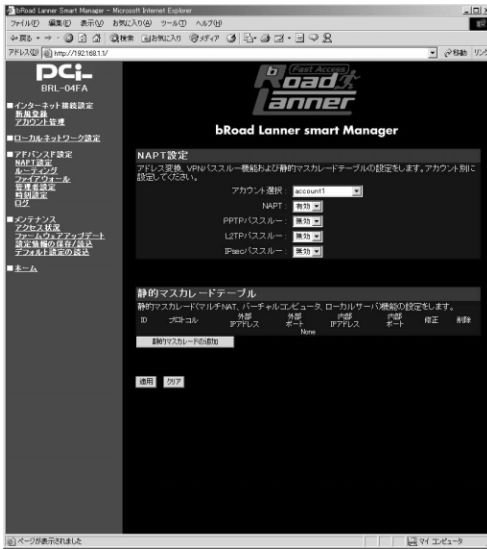 bRoad Lanner Smart Manager - Microsoft Internet Explorer
ファイル(F) 編集(E) 表示(V) お気に入り(A) ツール(T) ヘルプ(H)
戻る 検索 お気に入り メディア
アドレス(D) http://192.168.1.1/ 移動 リンク
PCi
BRL-04FA
bRoad Lanner
(Fast Access)
bRoad Lanner smart Manager
■インターネット接続設定
新規登録
アカウント管理
■ローカルネットワーク設定
■アドバンスド設定
NAPT設定
ルーティング
ファイアウォール
管理者設定
時刻設定
ログ
■メンテナンス
アクセス状況
ファームウェアアップデート
設定情報の保存/読込
デフォルト設定の読込
■ホーム
NAPT設定
アドレス変換、VPNパススルー機能および静的マスカレードテーブルの設定をします。アカウント別に
設定してください。
アカウント選択: account1
NAPT: 有効
PPTPパススルー: 無効
L2TPパススルー: 無効
IPsecパススルー: 無効
静的マスカレードテーブル
静的マスカレード(マルチNAT、バーチャルコンピュータ、ローカルサーバ)機能の設定をします。
ID プロトコル 外部IPアドレス 外部ポート 内部IPアドレス 内部ポート 修正 削除
None
静的マスカレードの追加
適用 クリア
ページが表示されました マイ コンピュータ